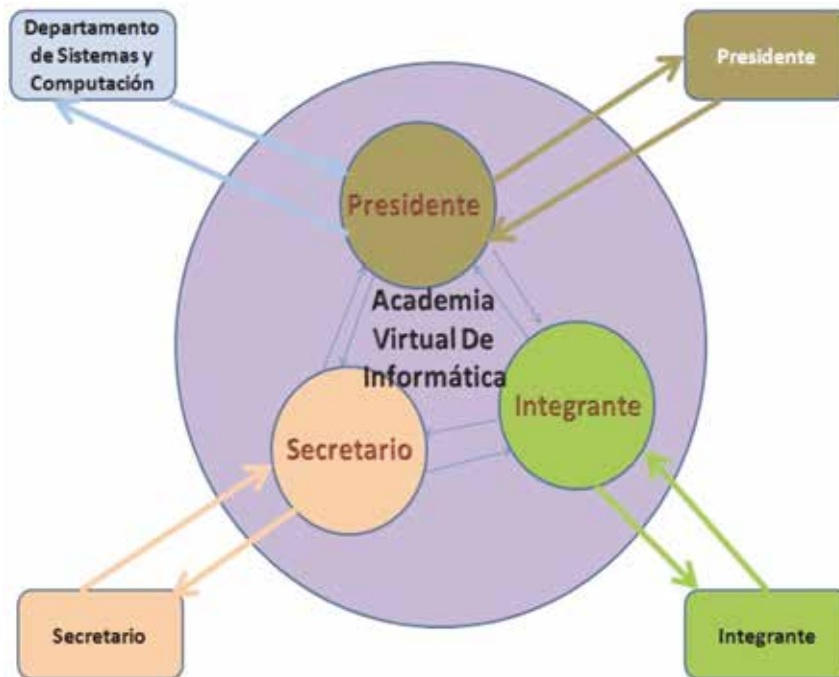 Departamento
de Sistemas y
Computación
Presidente
Presidente
Academia
Virtual De
Informática
Integrante
Secretario
Secretario
Integrante